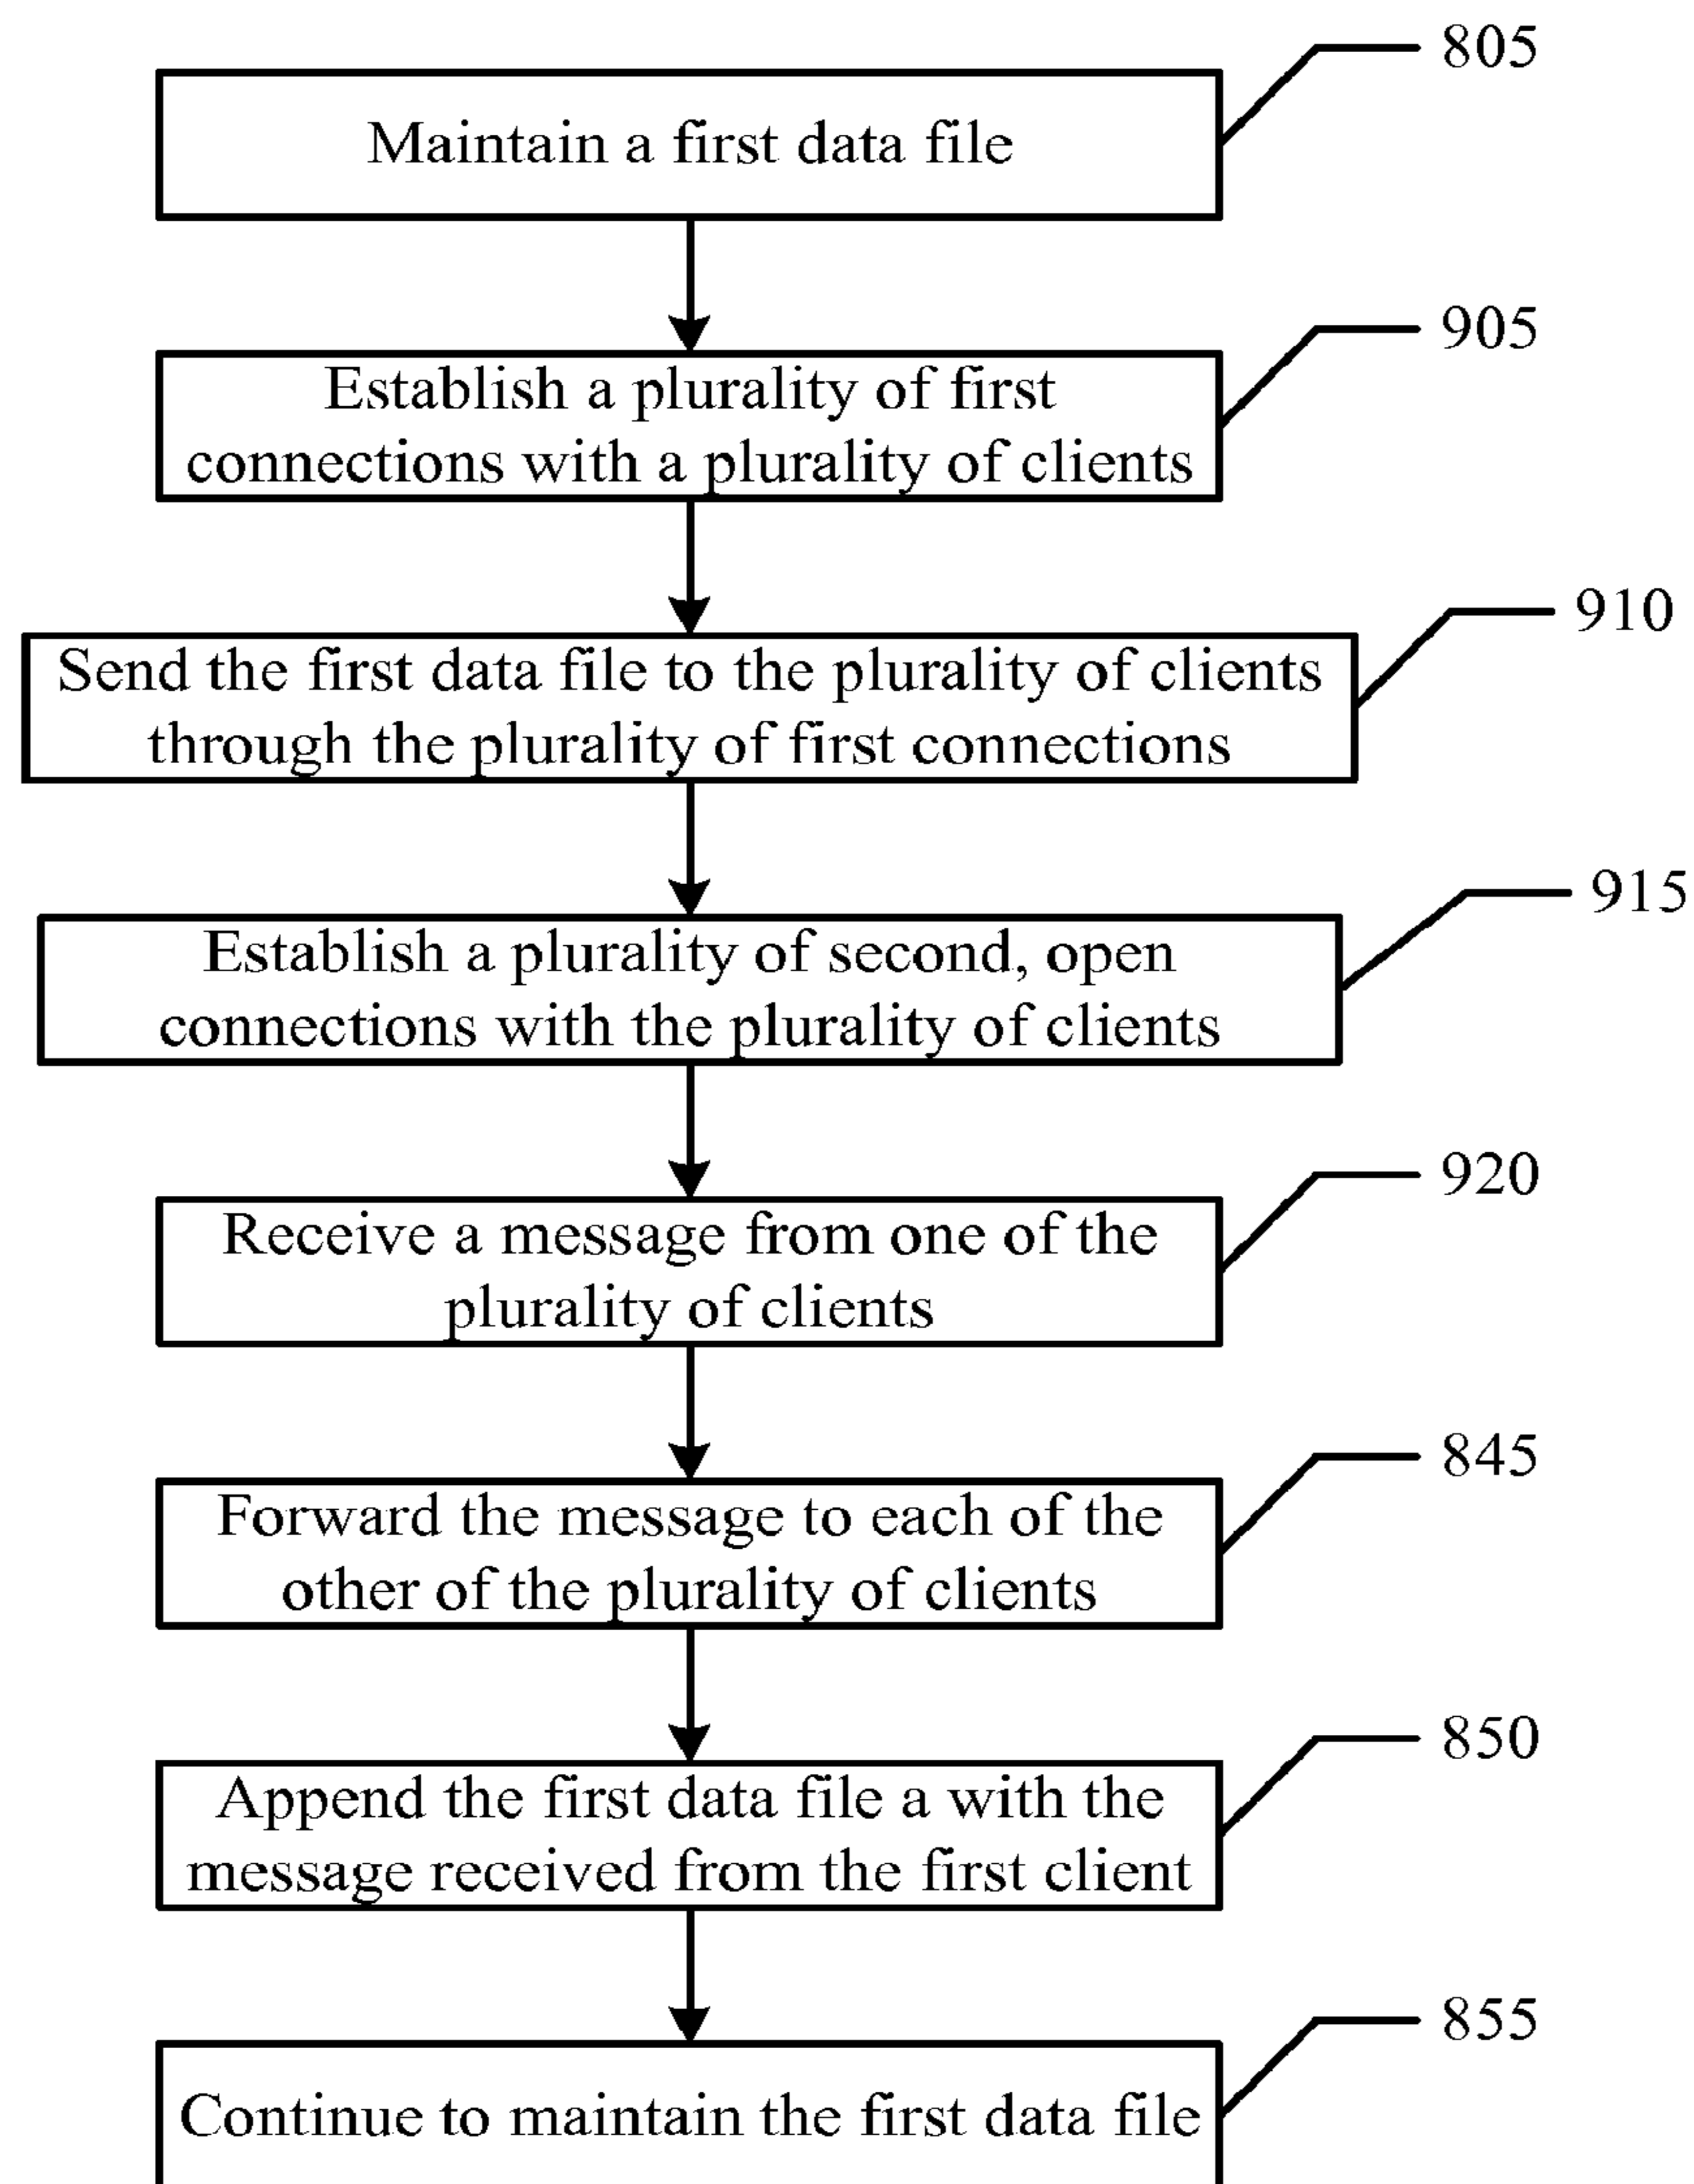 805
Maintain a first data file
905
Establish a plurality of first
connections with a plurality of clients
910
Send the first data file to the plurality of clients
through the plurality of first connections
915
Establish a plurality of second, open
connections with the plurality of clients
920
Receive a message from one of the
plurality of clients
845
Forward the message to each of the
other of the plurality of clients
850
Append the first data file a with the
message received from the first client
855
Continue to maintain the first data file